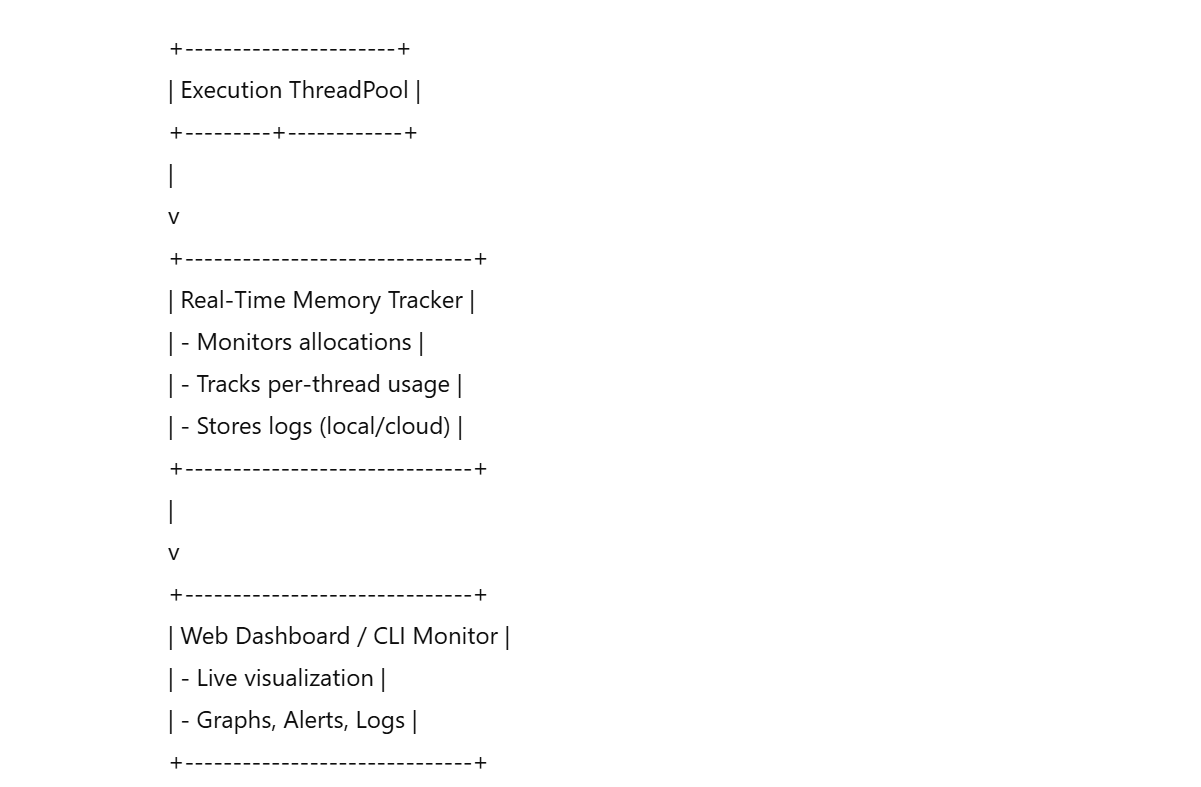 +----------------------+
| Execution ThreadPool |
+---------+------------+
|
v
+------------------------------+
| Real-Time Memory Tracker |
| - Monitors allocations |
| - Tracks per-thread usage |
| - Stores logs (local/cloud) |
+------------------------------+
|
v
+------------------------------+
| Web Dashboard / CLI Monitor |
| - Live visualization |
| - Graphs, Alerts, Logs |
+------------------------------+